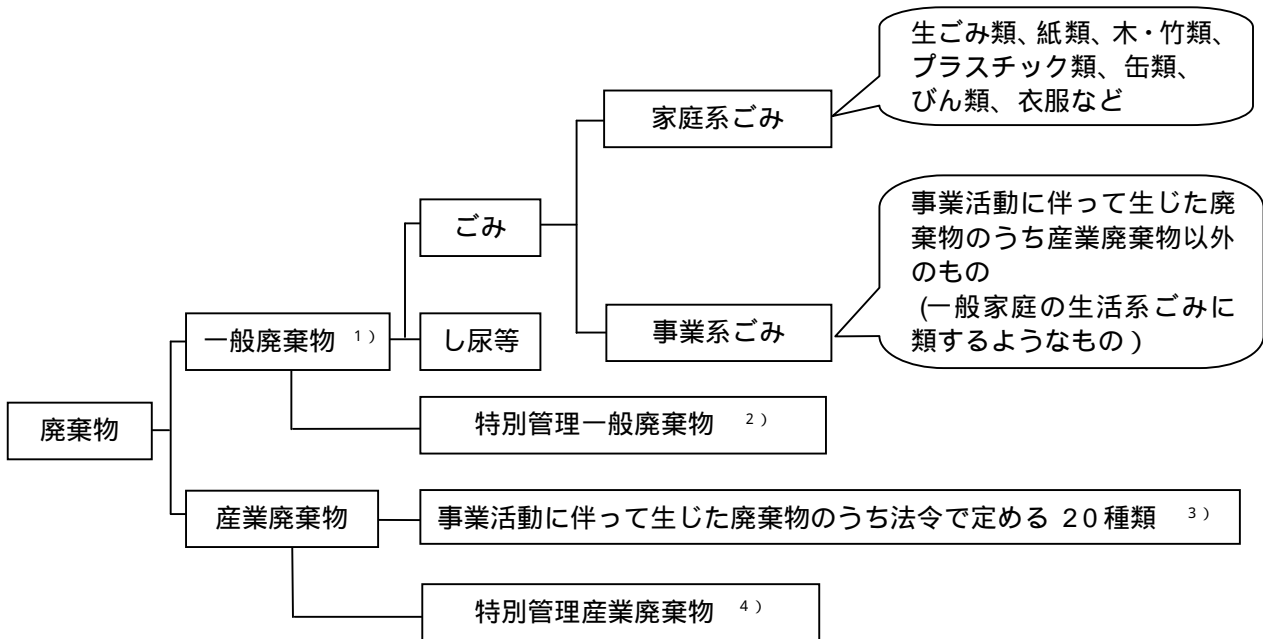 生ごみ類、紙類、木・竹類、
プラスチック類、缶類、
びん類、衣服など
家庭系ごみ
事業活動に伴って生じた廃
棄物のうち産業廃棄物以外
のもの
(一般家庭の生活系ごみに
類するようなもの)
ごみ
事業系ごみ
一般廃棄物 1)
し尿等
特別管理一般廃棄物 2)
廃棄物
産業廃棄物
事業活動に伴って生じた廃棄物のうち法令で定める 20種類 3)
特別管理産業廃棄物 4)